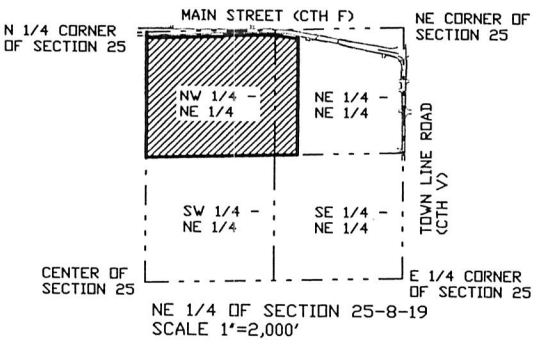 MAIN STREET (CTH F)
NE CORNER OF
SECTION 25
N 1/4 CORNER
OF SECTION 25
NW 1/4 -
NE 1/4
NE 1/4 -
NE 1/4
TOWN LINE ROAD
(CTH V)
SW 1/4 -
NE 1/4
SE 1/4 -
NE 1/4
CENTER OF
SECTION 25
E 1/4 CORNER
OF SECTION 25
NE 1/4 OF SECTION 25-8-19
SCALE 1"=2,000'